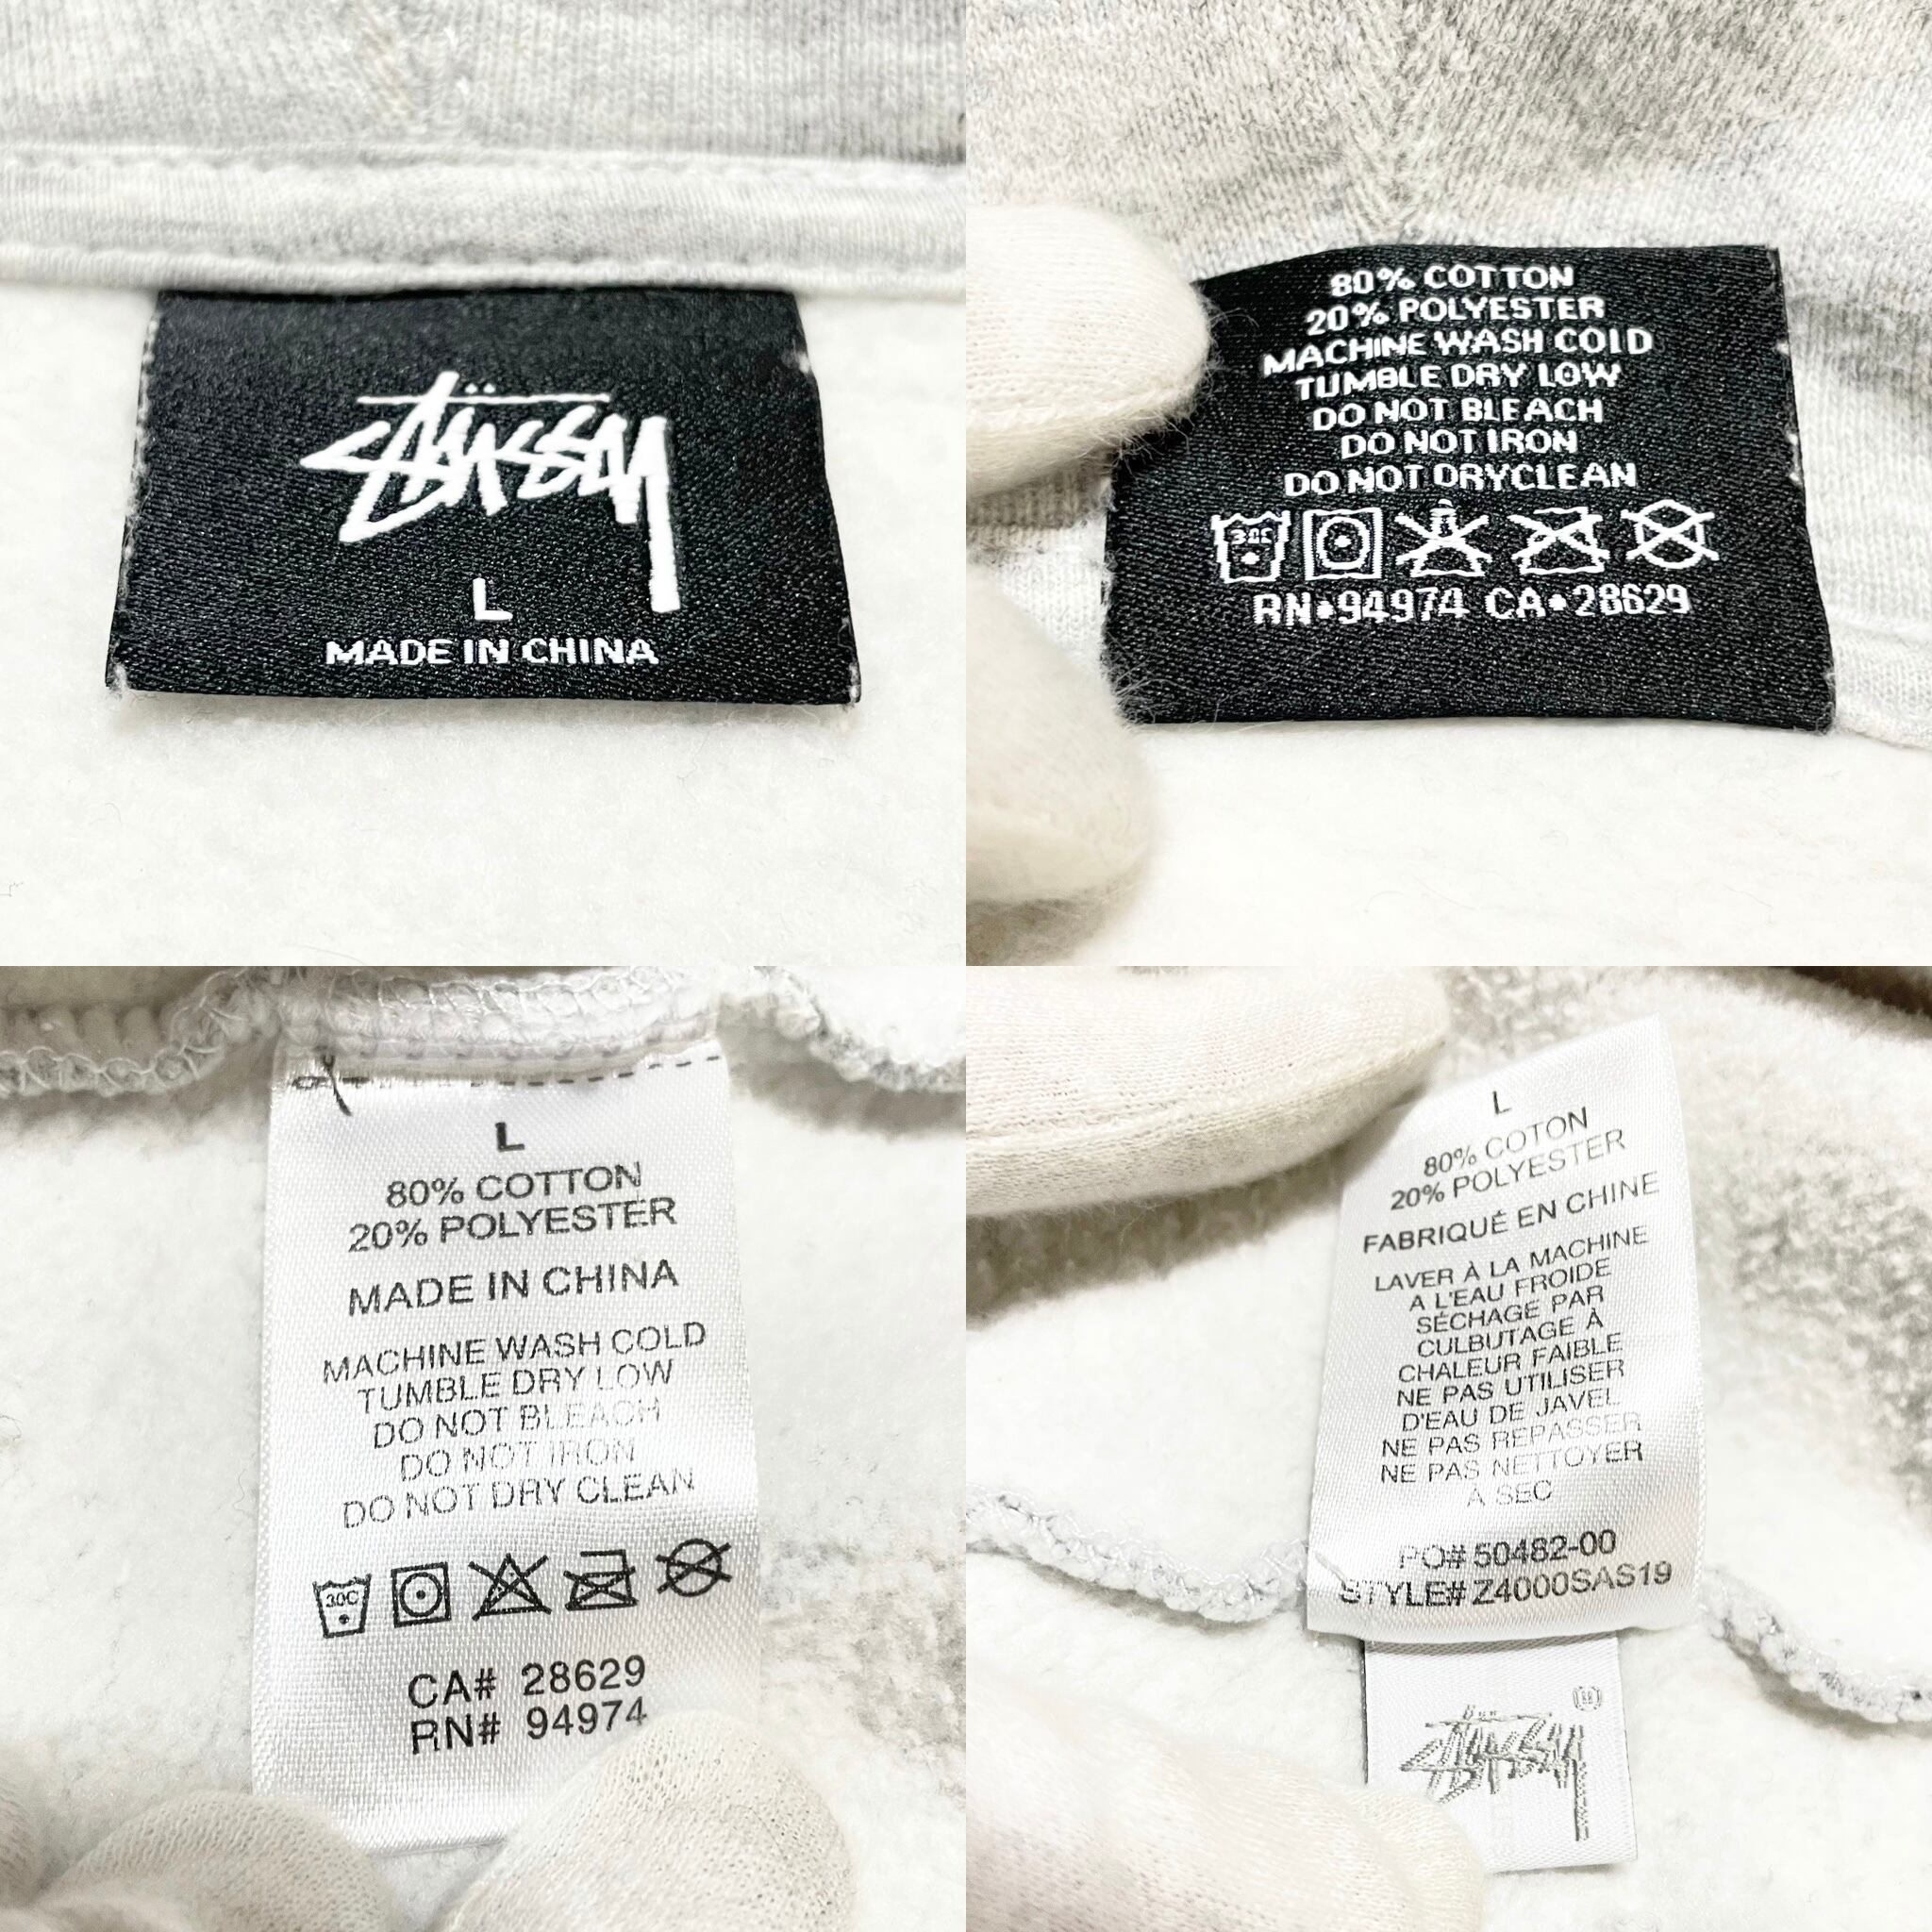 Stüssy
L
MADE IN CHINA
80% COTTON
20% POLYESTER
MACHINE WASH COLD
TUMBLE DRY LOW
DO NOT BLEACH
DO NOT IRON
DO NOT DRYCLEAN
RN•94974 CA•28629
L
80% COTTON
20% POLYESTER
MADE IN CHINA
MACHINE WASH COLD
TUMBLE DRY LOW
DO NOT BLEACH
DO NOT IRON
DO NOT DRY CLEAN
30C
CA# 28629
RN# 94974
L
80% COTON
20% POLYESTER
FABRIQUÉ EN CHINE
LAVER À LA MACHINE
A L'EAU FROIDE
SÉCHAGE PAR
CULBUTAGE À
CHALEUR FAIBLE
NE PAS UTILISER
D'EAU DE JAVEL
NE PAS REPASSER
NE PAS NETTOYER
A SEC
PO# 50482-00
STYLE# Z4000SAS19
Stüssy